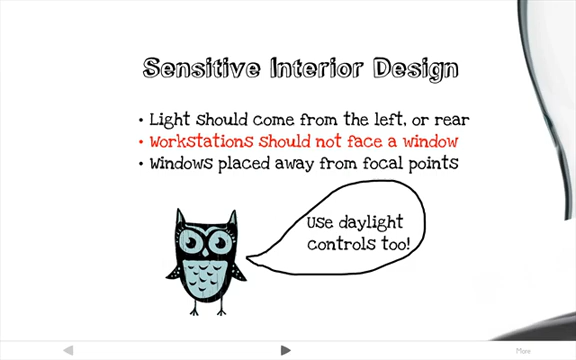 Sensitive Interior Design
• Light should come from the left, or rear
• Workstations should not face a window
• Windows placed away from focal points
Use daylight
controls too!
More